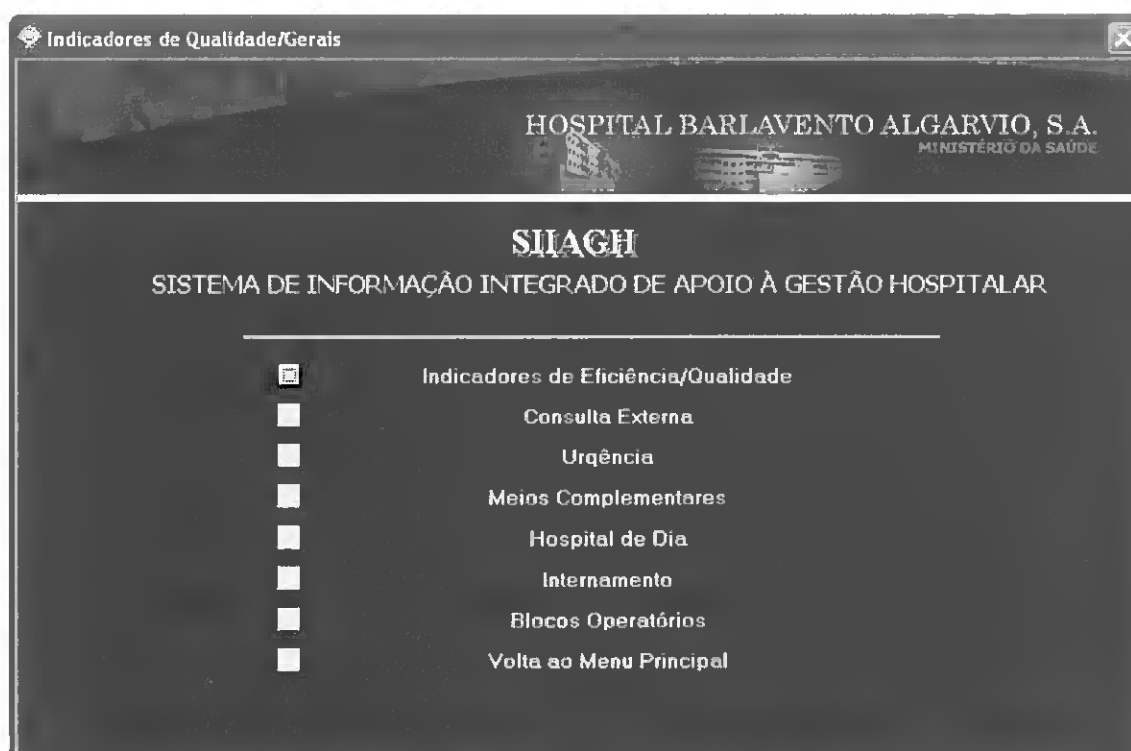 Indicadores de Qualidade/Gerais
HOSPITAL BARLAVENTO ALGARVIO, S.A.
MINISTÉRIO DA SAÚDE
SIIAGH
SISTEMA DE INFORMAÇÃO INTEGRADO DE APOIO À GESTÃO HOSPITALAR
Indicadores de Eficiência/Qualidade
Consulta Externa
Urgência
Meios Complementares
Hospital de Dia
Internamento
Blocos Operatórios
Volta ao Menu Principal